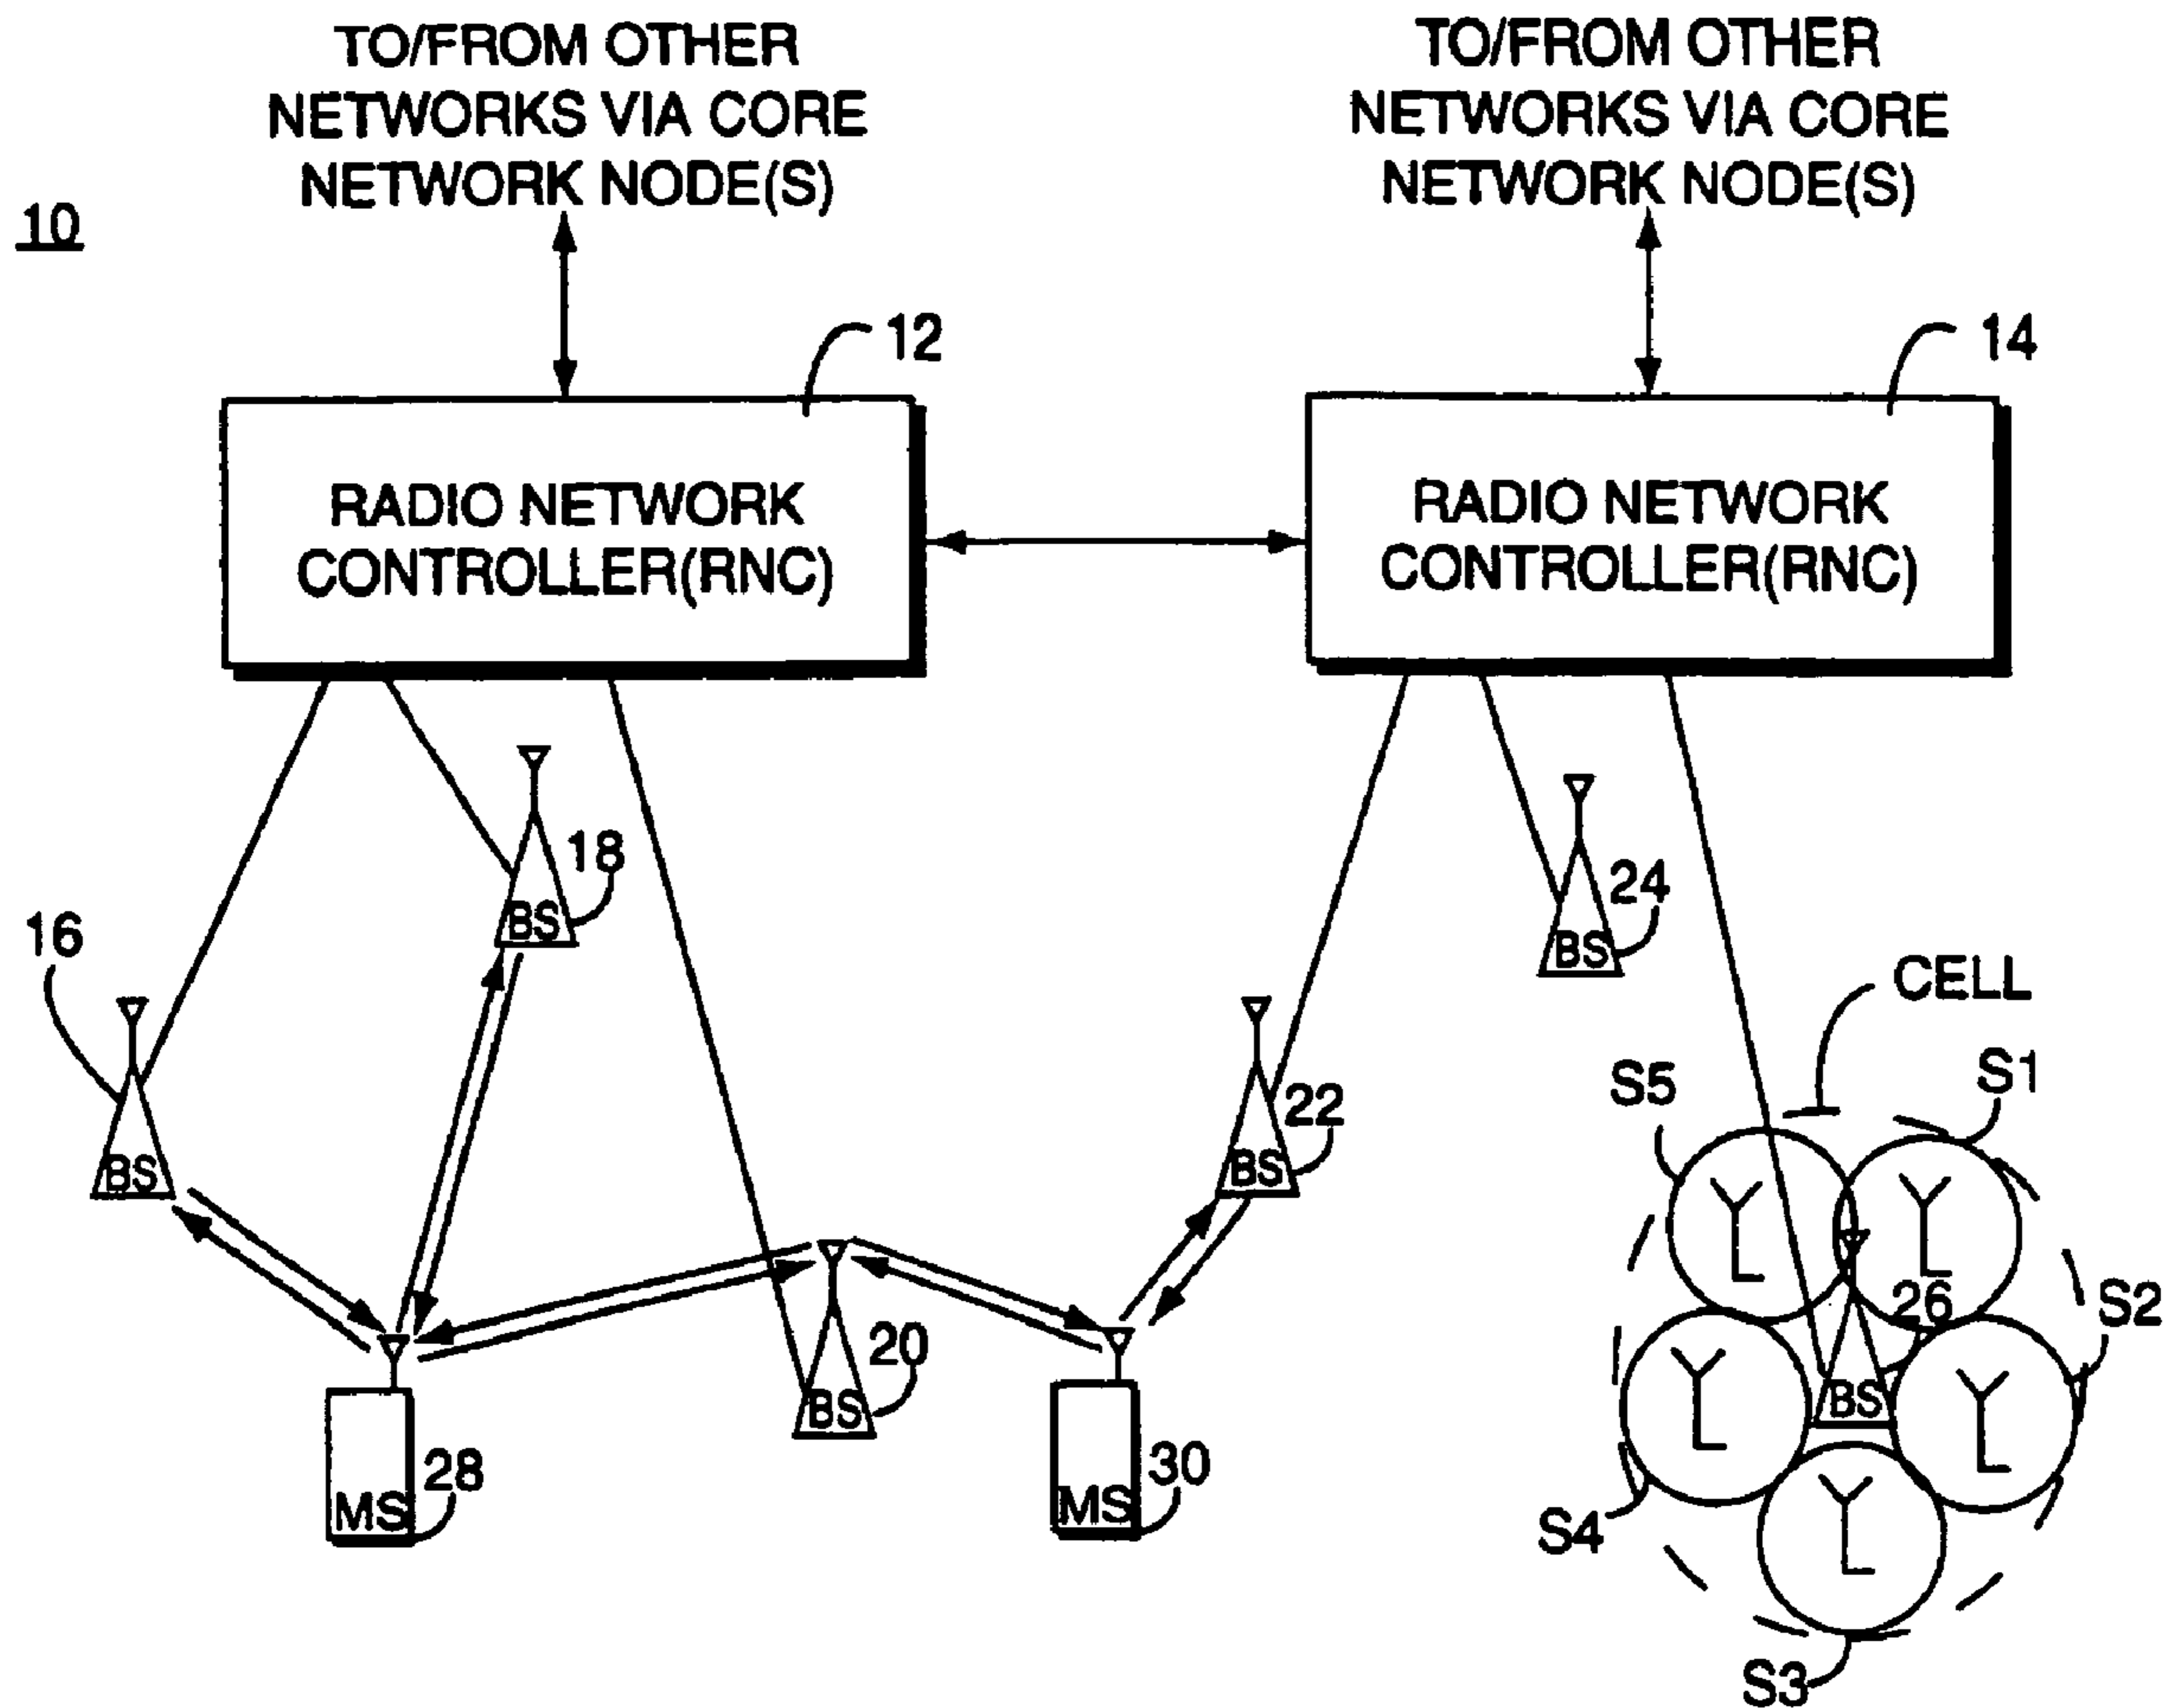 TO/FROM OTHER
NETWORKS VIA CORE
NETWORK NODE(S)
TO/FROM OTHER
NETWORKS VIA CORE
NETWORK NODE(S)
10
12
14
RADIO NETWORK
CONTROLLER(RNC)
RADIO NETWORK
CONTROLLER(RNC)
18
BS
24
BS
16
BS
CELL
S5
S1
22
BS
26
S2
BS
20
BS
28
MS
30
MS
S4
S3